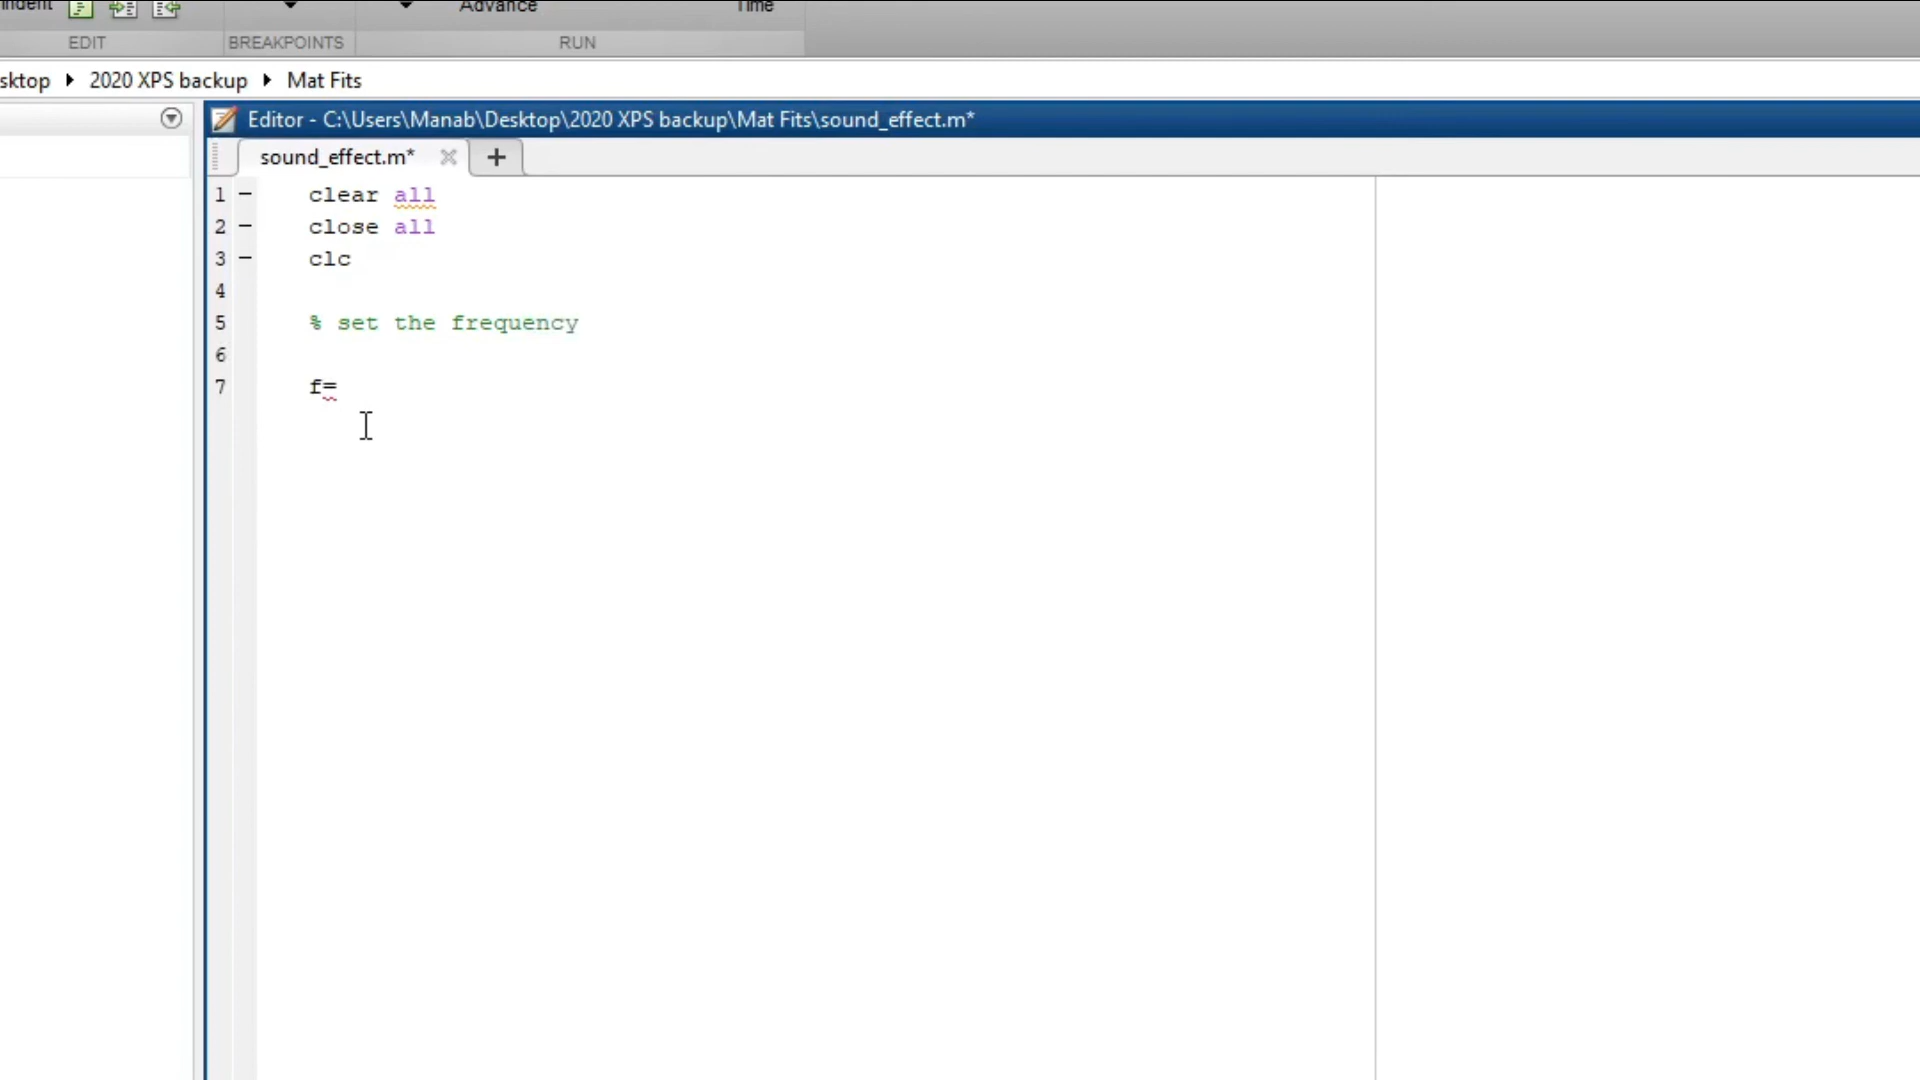 Advance Time
EDIT BREAKPOINTS RUN
sktop 2020 XPS backup Mat Fits
Editor - C:\Users\Manab\Desktop\2020 XPS backup\Mat Fits\sound_effect.m*
sound_effect.m*
1 clear all
2 close all
3 clc
4
5 % set the frequency
6
7 f=